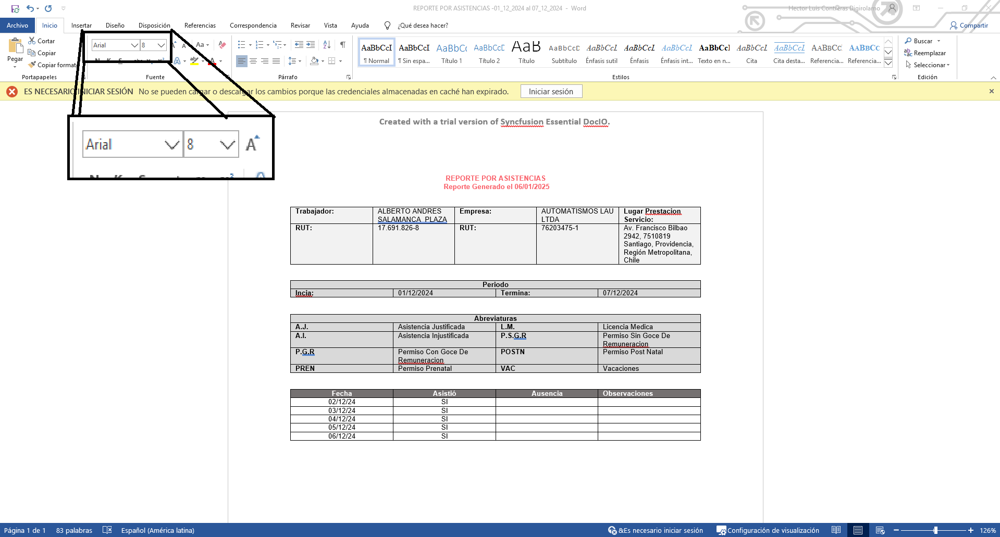 REPORTE POR ASISTENCIAS -01_12_2024 al 07_12_2024 - Word
Hector Luis Contreras Digirolamo
Archivo Inicio Insertar Diseño Disposición Referencias Correspondencia Revisar Vista Ayuda ¿Qué desea hacer? Compartir
Pegar
Cortar
Copiar
Copiar format
Portapapeles
Arial 8
Aa
Fuente
Párrafo
AaBbCcI AaBbCcI AaBbCc AaBbCcD AaB AaBbCcD AaBbCcL AaBbCcL AaBbCcL AaBbCcI AaBbCcL AaBbCcL AABBCC AABBCC
¶ Normal ¶ Sin espa... Título 1 Título 2 Título Subtítulo Énfasis sutil Énfasis Énfasis int... Texto en n... Cita Cita desta... Referencia... Referencia...
Estilos
Buscar
Reemplazar
Seleccionar
Edición
ES NECESARIO INICIAR SESIÓN No se pueden cargar o descargar los cambios porque las credenciales almacenadas en caché han expirado. Iniciar sesión
Arial 8 A
Created with a trial version of Syncfusion Essential DocIO.
REPORTE POR ASISTENCIAS
Reporte Generado el 06/01/2025
Trabajador: ALBERTO ANDRES SALAMANCA PLAZA Empresa: AUTOMATISMOS LAU LTDA Lugar Prestacion Servicio:
RUT: 17.691.826-8 RUT: 76203475-1 Av. Francisco Bilbao 2942, 7510819 Santiago, Providencia, Región Metropolitana, Chile
Periodo
Incia: 01/12/2024 Termina: 07/12/2024
Abreviaturas
A.J. Asistencia Justificada L.M. Licencia Medica
A.I. Asistencia Injustificada P.S.G.R Permiso Sin Goce De Remuneracion
P.G.R Permiso Con Goce De Remuneracion POSTN Permiso Post Natal
PREN Permiso Prenatal VAC Vacaciones
Fecha Asistió Ausencia Observaciones
02/12/24 SI
03/12/24 SI
04/12/24 SI
05/12/24 SI
06/12/24 SI
Página 1 de 1 83 palabras Español (América latina) &Es necesario iniciar sesión Configuración de visualización 126%